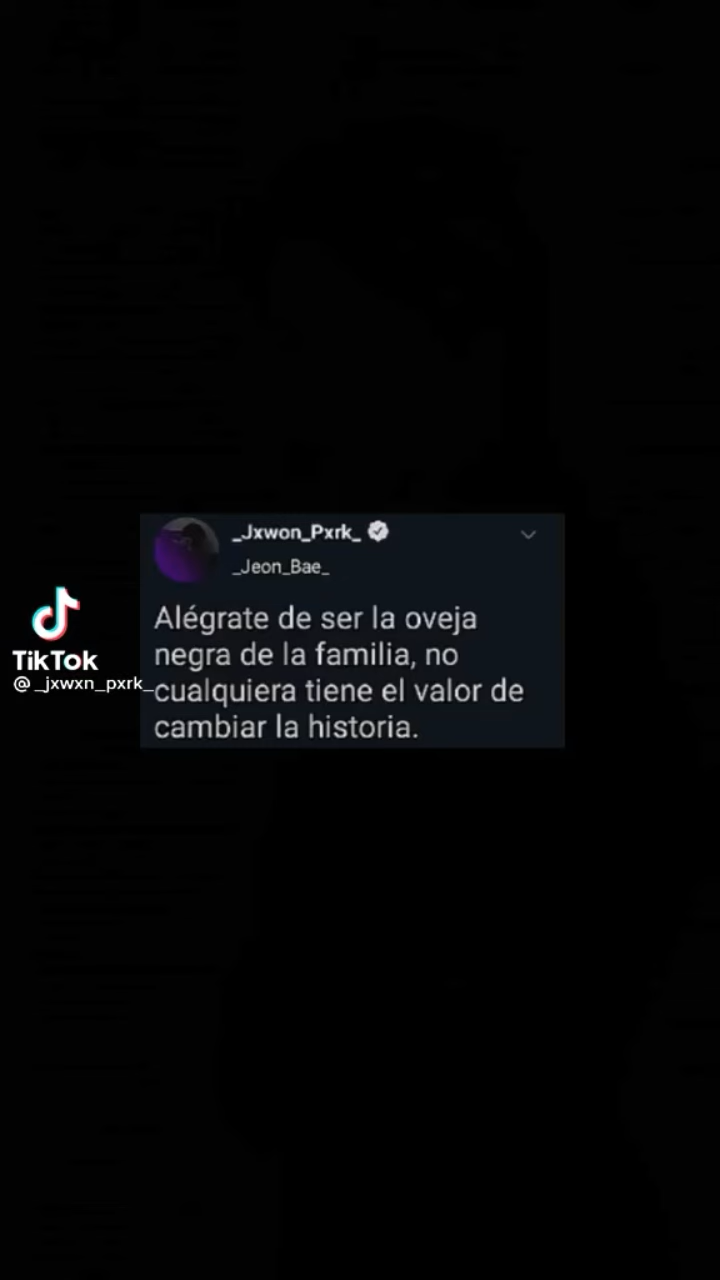 _Jxwon_Pxrk_
_Jeon_Bae_
Alégrate de ser la oveja
negra de la familia, no
cualquiera tiene el valor de
cambiar la historia.
TikTok
@_jxwxn_pxrk_